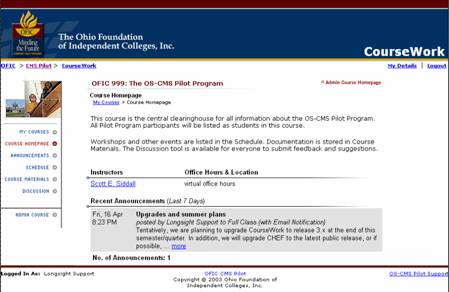 OFIC
Minding
the Future
The Ohio Foundation
of Independent Colleges, Inc.
CourseWork
OFIC > CMS Pilot > CourseWork
My Details | Logout
OFIC 999: The OS-CMS Pilot Program
Admin Course Homepage
Course Homepage
My Courses > Course Homepage
This course is the central clearinghouse for all information about the OS-CMS Pilot Program.
All Pilot Program participants will be listed as students in this course.
Workshops and other events are listed in the Schedule. Documentation is stored in Course
Materials. The Discussion tool is available for everyone to submit feedback and suggestions.
MY COURSES
COURSE HOMEPAGE
ANNOUNCEMENTS
SCHEDULE
COURSE MATERIALS
DISCUSSION
ADMIN COURSE
Instructors Office Hours & Location
Scott E. Siddall virtual office hours
Recent Announcements (Last 7 Days)
Fri, 16 Apr
8:23 PM
Upgrades and summer plans
posted by Longsight Support to Full Class (with Email Notification)
Tentatively, we are planning to upgrade CourseWork to release 3.x at the end of this
semester/quarter. In addition, we will upgrade CHEF to the latest public release, or if
possible, ... more
No. of Announcements: 1
Logged In As: Longsight Support
OFIC CMS Pilot
Copyright © 2003 Ohio Foundation of
Independent Colleges, Inc.
OS-CMS Pilot Support